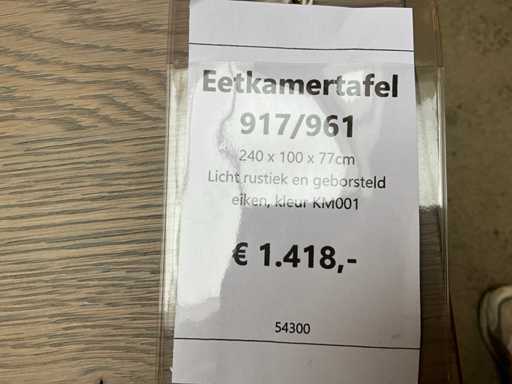 Eetkamertafel
917/961
240 x 100 x 77cm
Licht rustiek en geborsteld
eiken, kleur KM001
€ 1.418,-
54300